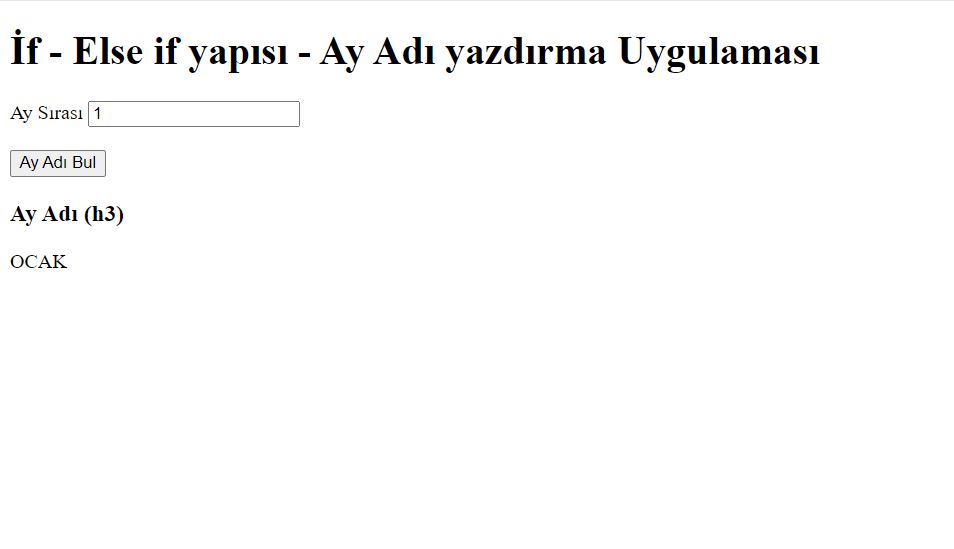 İf - Else if yapısı - Ay Adı yazdırma Uygulaması
Ay Sırası 1
Ay Adı Bul
Ay Adı (h3)
OCAK